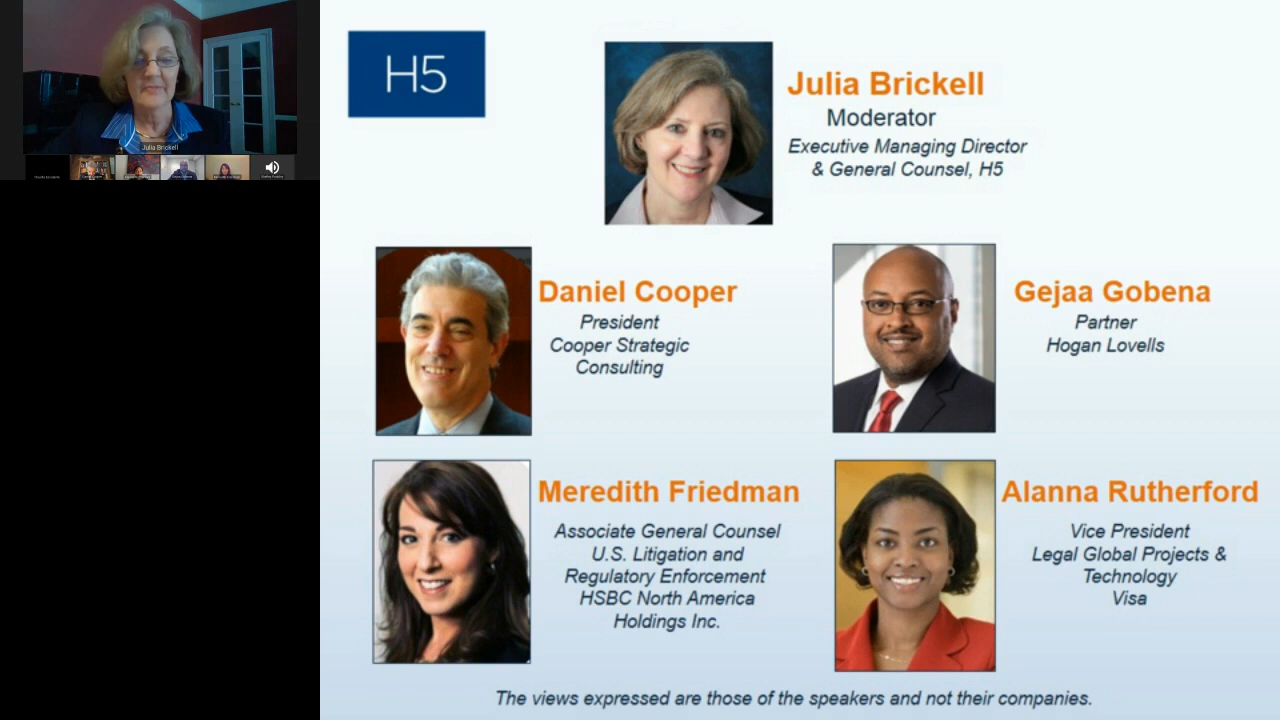 Julia Brickell
H5
Julia Brickell
Moderator
Executive Managing Director
& General Counsel, H5
Daniel Cooper
President
Cooper Strategic
Consulting
Gejaa Gobena
Partner
Hogan Lovells
Meredith Friedman
Associate General Counsel
U.S. Litigation and
Regulatory Enforcement
HSBC North America
Holdings Inc.
Alanna Rutherford
Vice President
Legal Global Projects &
Technology
Visa
The views expressed are those of the speakers and not their companies.